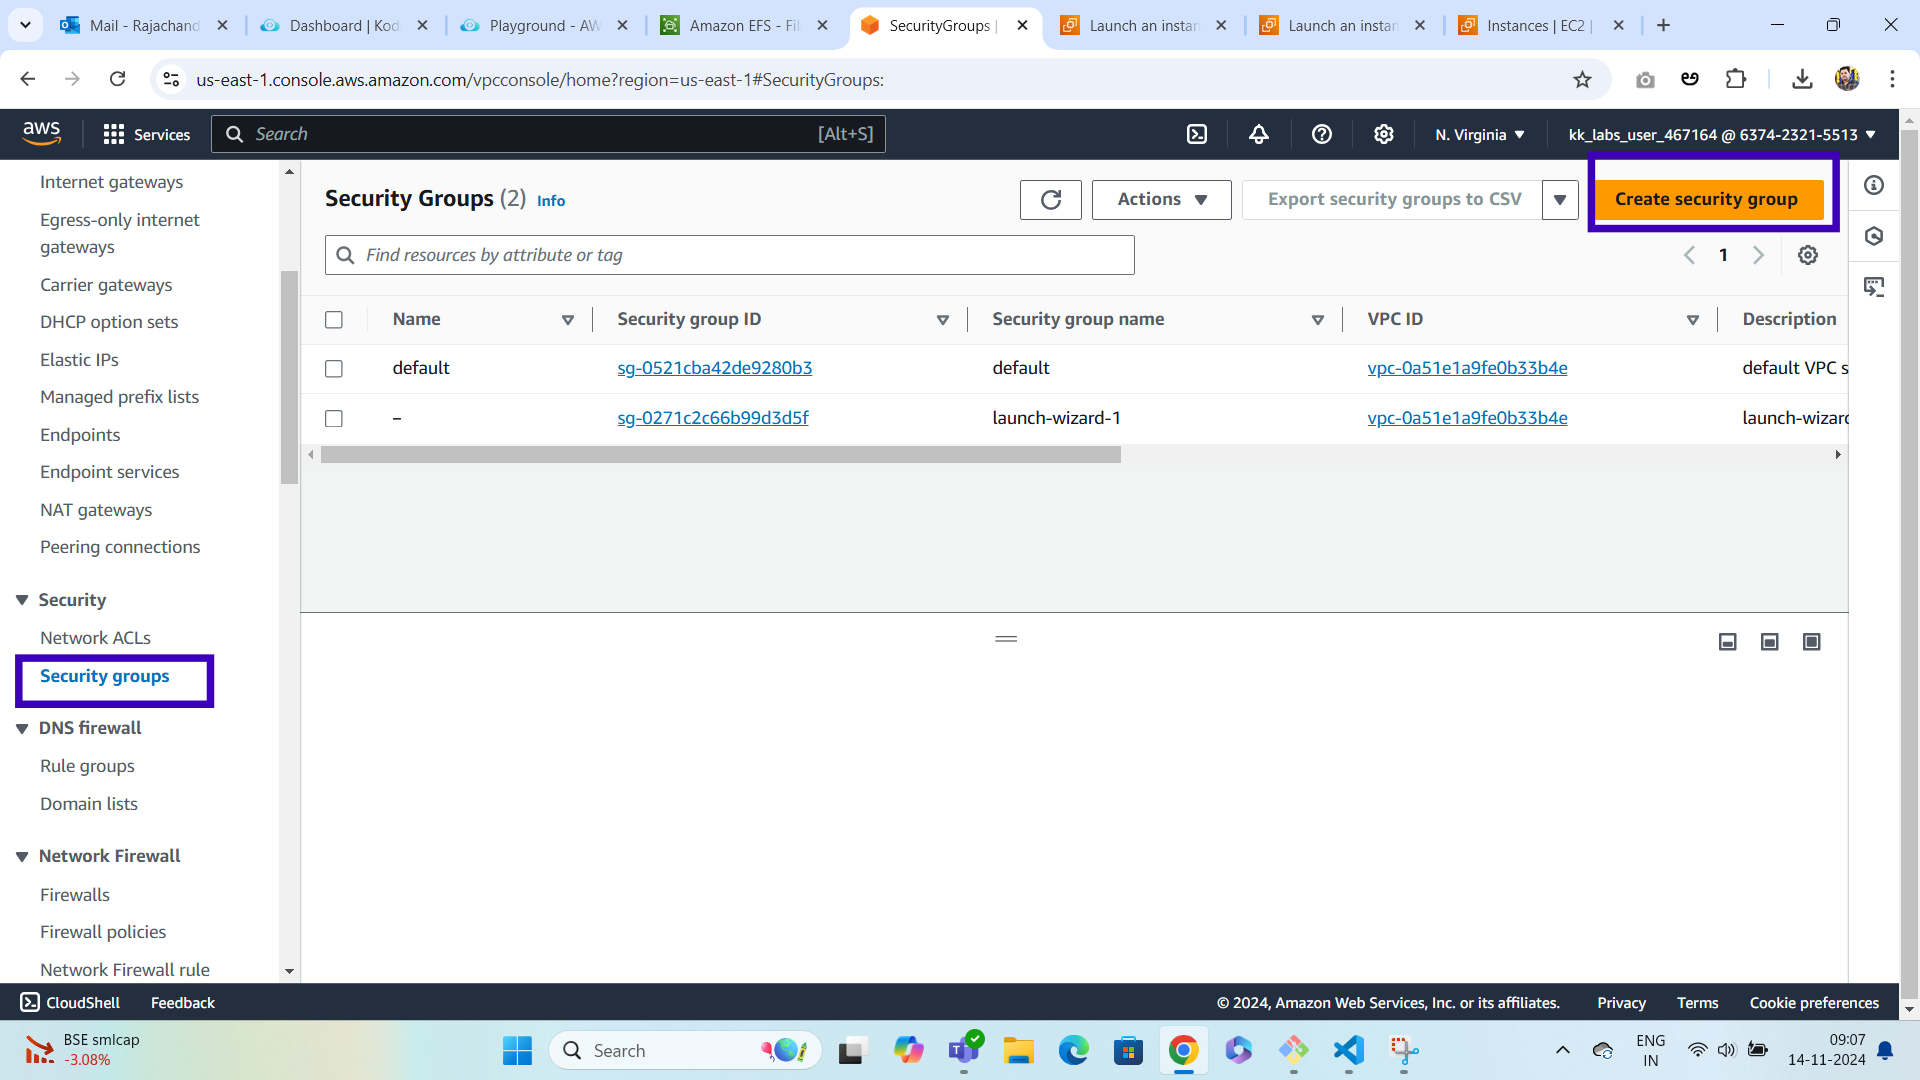 Mail - Rajachand
Dashboard | Kod
Playground - AW
Amazon EFS - Fil
SecurityGroups |
Launch an instan
Launch an instan
Instances | EC2 |
us-east-1.console.aws.amazon.com/vpcconsole/home?region=us-east-1#SecurityGroups:
aws
Services
Search
[Alt+S]
N. Virginia
kk_labs_user_467164 @ 6374-2321-5513
Internet gateways
Egress-only internet
gateways
Carrier gateways
DHCP option sets
Elastic IPs
Managed prefix lists
Endpoints
Endpoint services
NAT gateways
Peering connections
Security
Network ACLs
Security groups
DNS firewall
Rule groups
Domain lists
Network Firewall
Firewalls
Firewall policies
Network Firewall rule
Security Groups (2) Info
Actions
Export security groups to CSV
Create security group
Find resources by attribute or tag
1
Name Security group ID Security group name VPC ID Description
default sg-0521cba42de9280b3 default vpc-0a51e1a9fe0b33b4e default VPC s
– sg-0271c2c66b99d3d5f launch-wizard-1 vpc-0a51e1a9fe0b33b4e launch-wizard
CloudShell Feedback © 2024, Amazon Web Services, Inc. or its affiliates. Privacy Terms Cookie preferences
BSE smlcap
-3.08%
Search
ENG
IN
09:07
14-11-2024